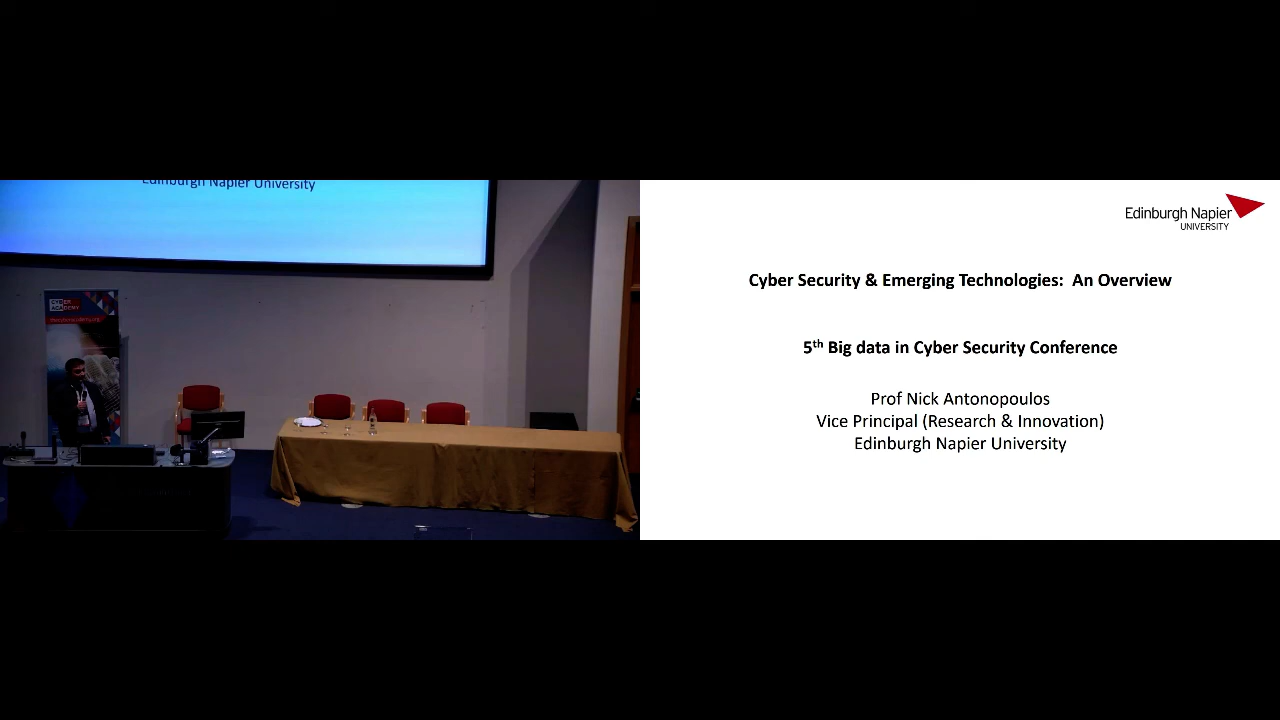 Edinburgh Napier University
Edinburgh Napier
UNIVERSITY
Cyber Security & Emerging Technologies: An Overview
5th Big data in Cyber Security Conference
Prof Nick Antonopoulos
Vice Principal (Research & Innovation)
Edinburgh Napier University